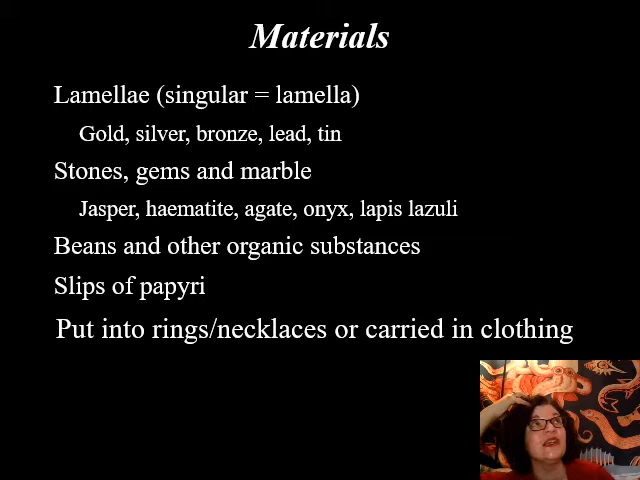 Materials
Lamellae (singular = lamella)
Gold, silver, bronze, lead, tin
Stones, gems and marble
Jasper, haematite, agate, onyx, lapis lazuli
Beans and other organic substances
Slips of papyri
Put into rings/necklaces or carried in clothing